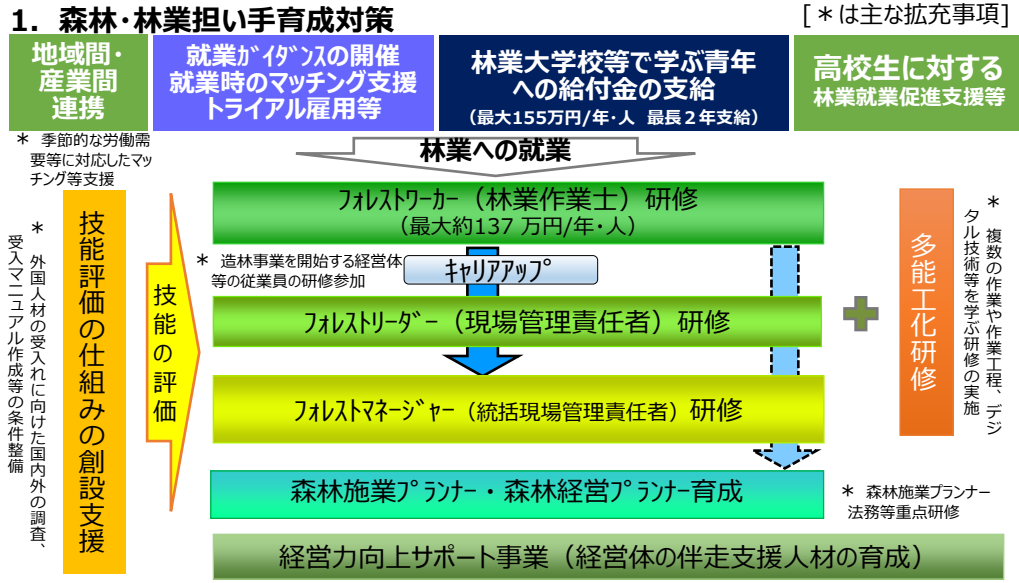 1. 森林・林業担い手育成対策
[＊は主な拡充事項]
地域間・
産業間
連携
就業ｶﾞｲﾀﾞﾝｽの開催
就業時のマッチング支援
トライアル雇用等
林業大学校等で学ぶ青年
への給付金の支給
（最大155万円/年・人 最長２年支給）
高校生に対する
林業就業促進支援等
＊ 季節的な労働需
要等に対応したマッ
チング等支援
林業への就業
ﾌｫﾚｽﾄﾜｰｶｰ（林業作業士）研修
（最大約137 万円/年・人）
＊ 造林事業を開始する経営体
等の従業員の研修参加
ｷｬﾘｱｱｯﾌﾟ
ﾌｫﾚｽﾄﾘｰﾀﾞｰ（現場管理責任者）研修
ﾌｫﾚｽﾄﾏﾈｰｼﾞｬｰ（統括現場管理責任者）研修
森林施業ﾌﾟﾗﾝﾅｰ・森林経営ﾌﾟﾗﾝﾅｰ育成
経営力向上サポート事業（経営体の伴走支援人材の育成）
技能の評価
技能評価の仕組みの創設支援
＊ 外国人材の受入れに向けた国内外の調査、
受入マニュアル作成等の条件整備
多能工化研修
＊ 複数の作業や作業工程、デジ
タル技術等を学ぶ研修の実施
＊ 森林施業プランナー
法務等重点研修